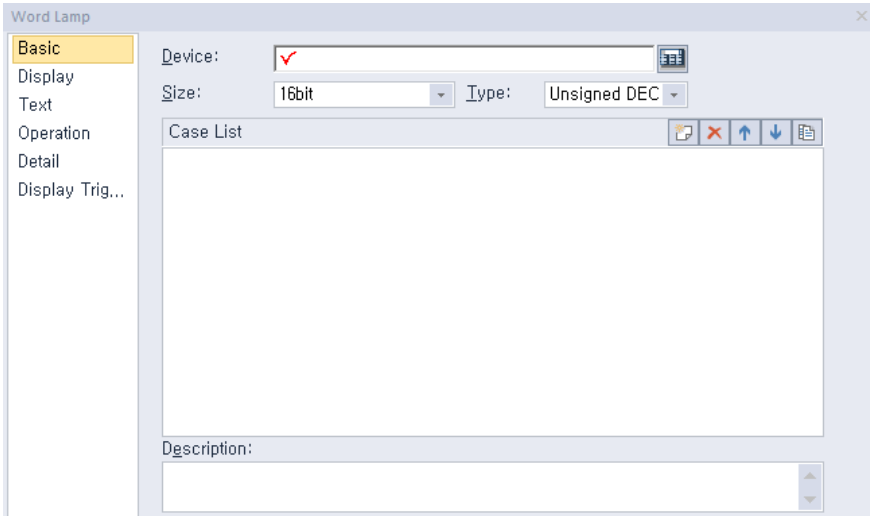 Word Lamp
Basic
Display
Text
Operation
Detail
Display Trig...
Device:
Size: 16bit Type: Unsigned DEC
Case List
Description: